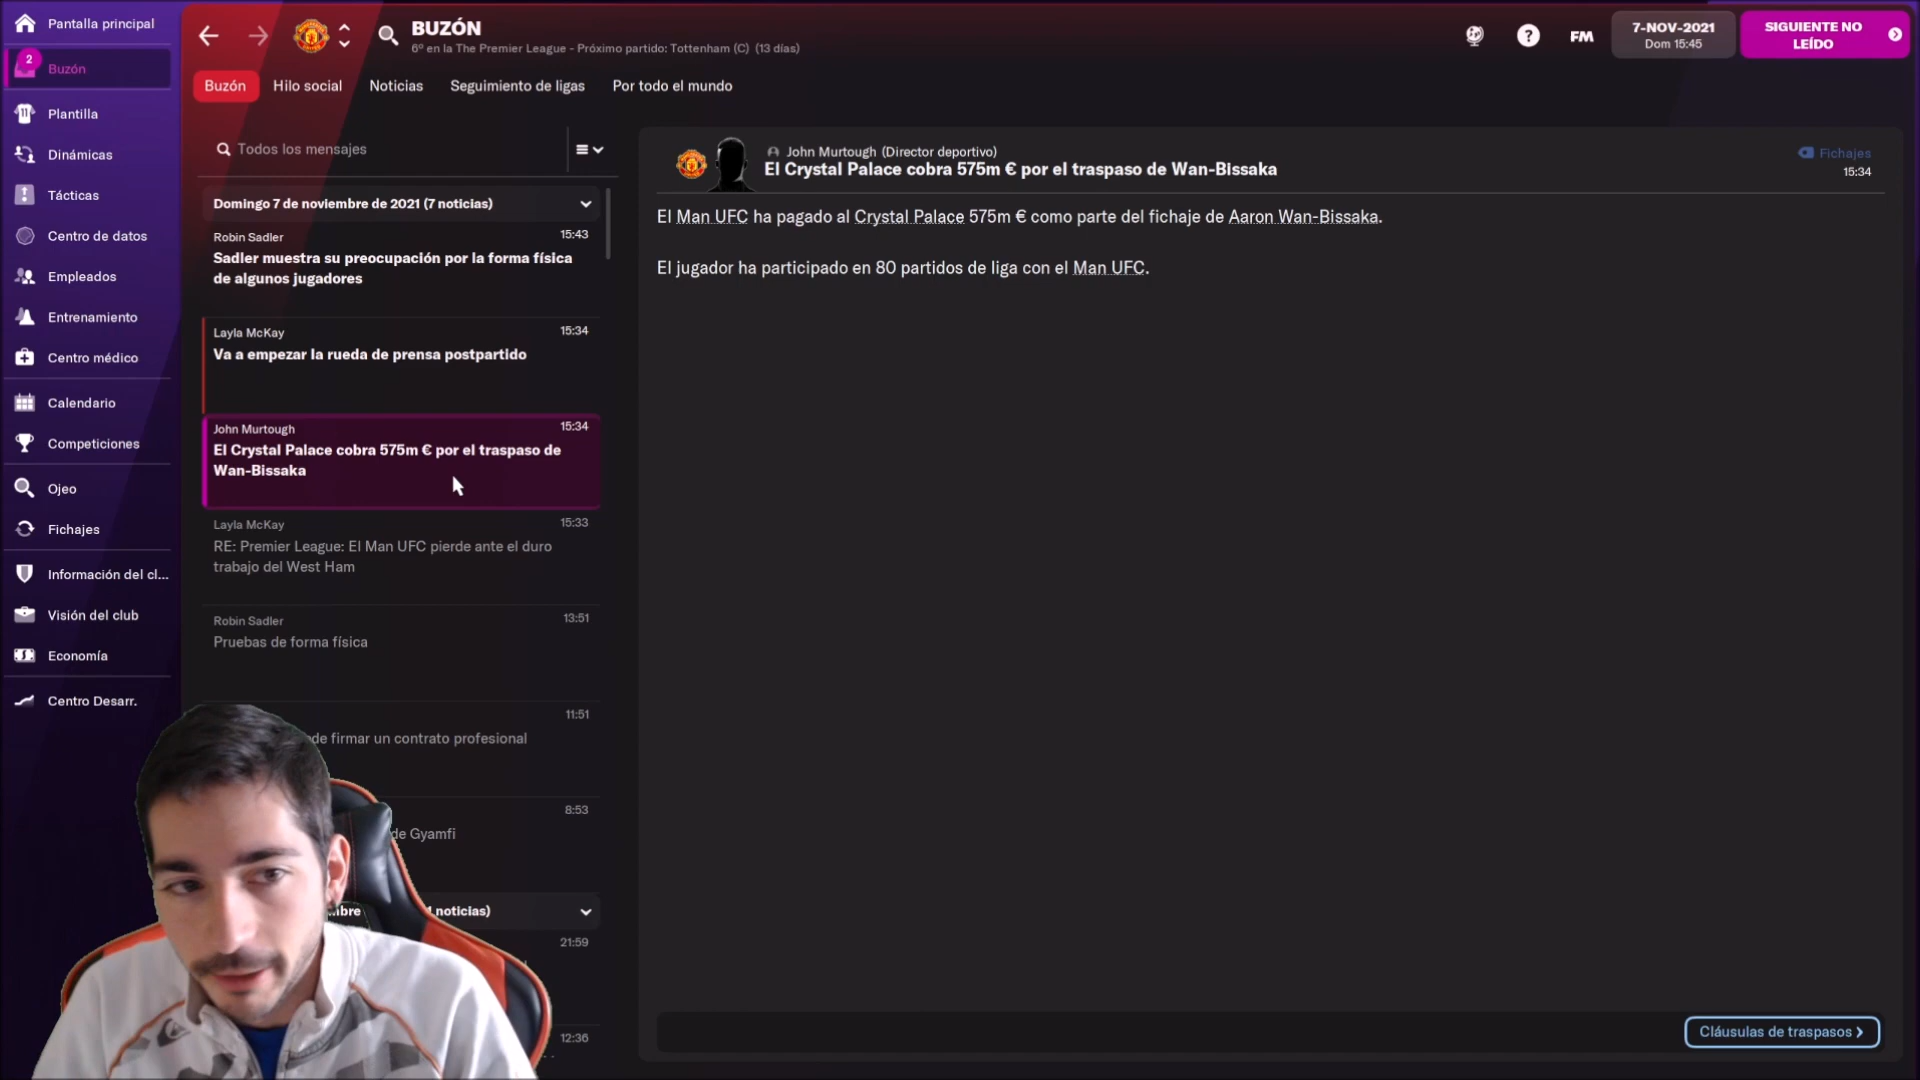 Pantalla principal
2
Buzón
Plantilla
Dinámicas
Tácticas
Centro de datos
Empleados
Entrenamiento
Centro médico
Calendario
Competiciones
Ojeo
Fichajes
Información del cl...
Visión del club
Economía
Centro Desarr.
BUZÓN
6º en la The Premier League - Próximo partido: Tottenham (C) (13 días)
FM
7-NOV-2021
Dom 15:45
SIGUIENTE NO
LEÍDO
Buzón
Hilo social
Noticias
Seguimiento de ligas
Por todo el mundo
Todos los mensajes
Domingo 7 de noviembre de 2021 (7 noticias)
Robin Sadler 15:43
Sadler muestra su preocupación por la forma física
de algunos jugadores
Layla McKay 15:34
Va a empezar la rueda de prensa postpartido
John Murtough 15:34
El Crystal Palace cobra 575m € por el traspaso de
Wan-Bissaka
Layla McKay 15:33
RE: Premier League: El Man UFC pierde ante el duro
trabajo del West Ham
Robin Sadler 13:51
Pruebas de forma física
11:51
firmar un contrato profesional
8:53
de Gyamfi
noticias)
21:59
12:36
John Murtough (Director deportivo)
El Crystal Palace cobra 575m € por el traspaso de Wan-Bissaka
Fichajes
15:34
El Man UFC ha pagado al Crystal Palace 575m € como parte del fichaje de Aaron Wan-Bissaka.
El jugador ha participado en 80 partidos de liga con el Man UFC.
Cláusulas de traspasos